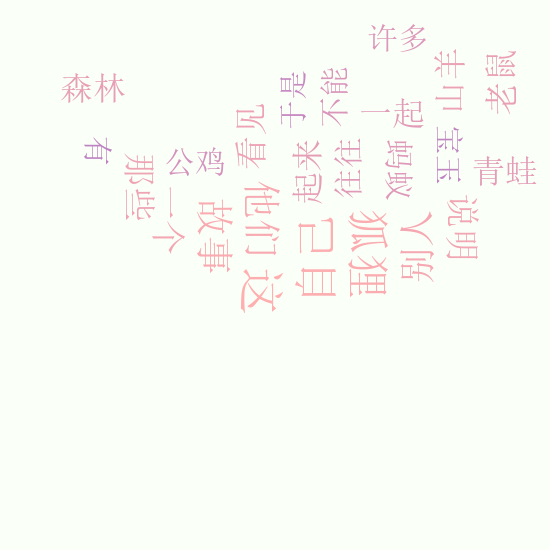 许多
森林
山羊
老鼠
于是
不能
一起
看见
有
公鸡
那些
起来
往往
蚂蚁
宝玉
青蛙
一个
故事
他们
自己
狐狸
别人
说明
这